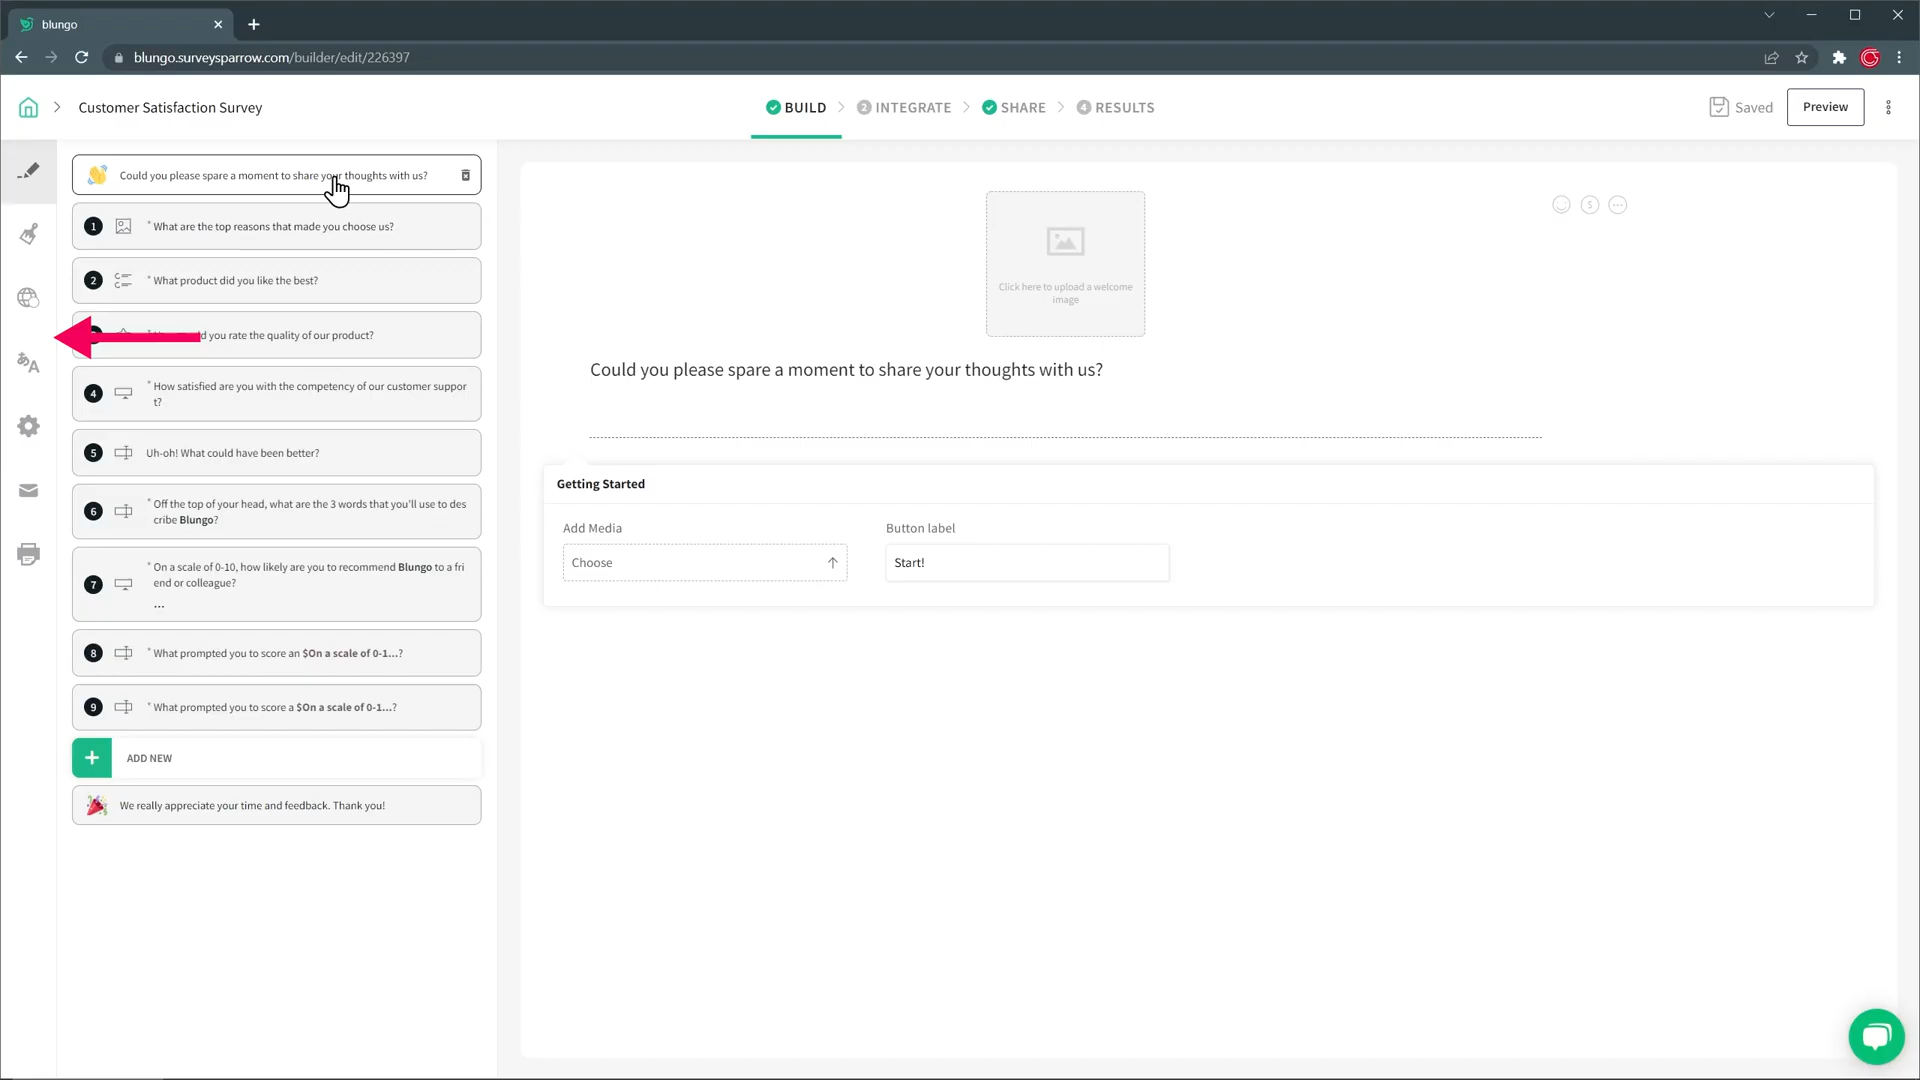 blungo
blungo.surveysparrow.com/builder/edit/226397
Customer Satisfaction Survey
BUILD
2 INTEGRATE
SHARE
4 RESULTS
Saved
Preview
Could you please spare a moment to share your thoughts with us?
1 * What are the top reasons that made you choose us?
2 * What product did you like the best?
you rate the quality of our product?
4 * How satisfied are you with the competency of our customer suppor
t?
5 Uh-oh! What could have been better?
6 * Off the top of your head, what are the 3 words that you'll use to des
cribe Blungo?
7 * On a scale of 0-10, how likely are you to recommend Blungo to a fri
end or colleague?
...
8 * What prompted you to score an $On a scale of 0-1...?
9 * What prompted you to score a $On a scale of 0-1...?
+ ADD NEW
We really appreciate your time and feedback. Thank you!
Click here to upload a welcome
image
Could you please spare a moment to share your thoughts with us?
Getting Started
Add Media
Button label
Choose
Start!